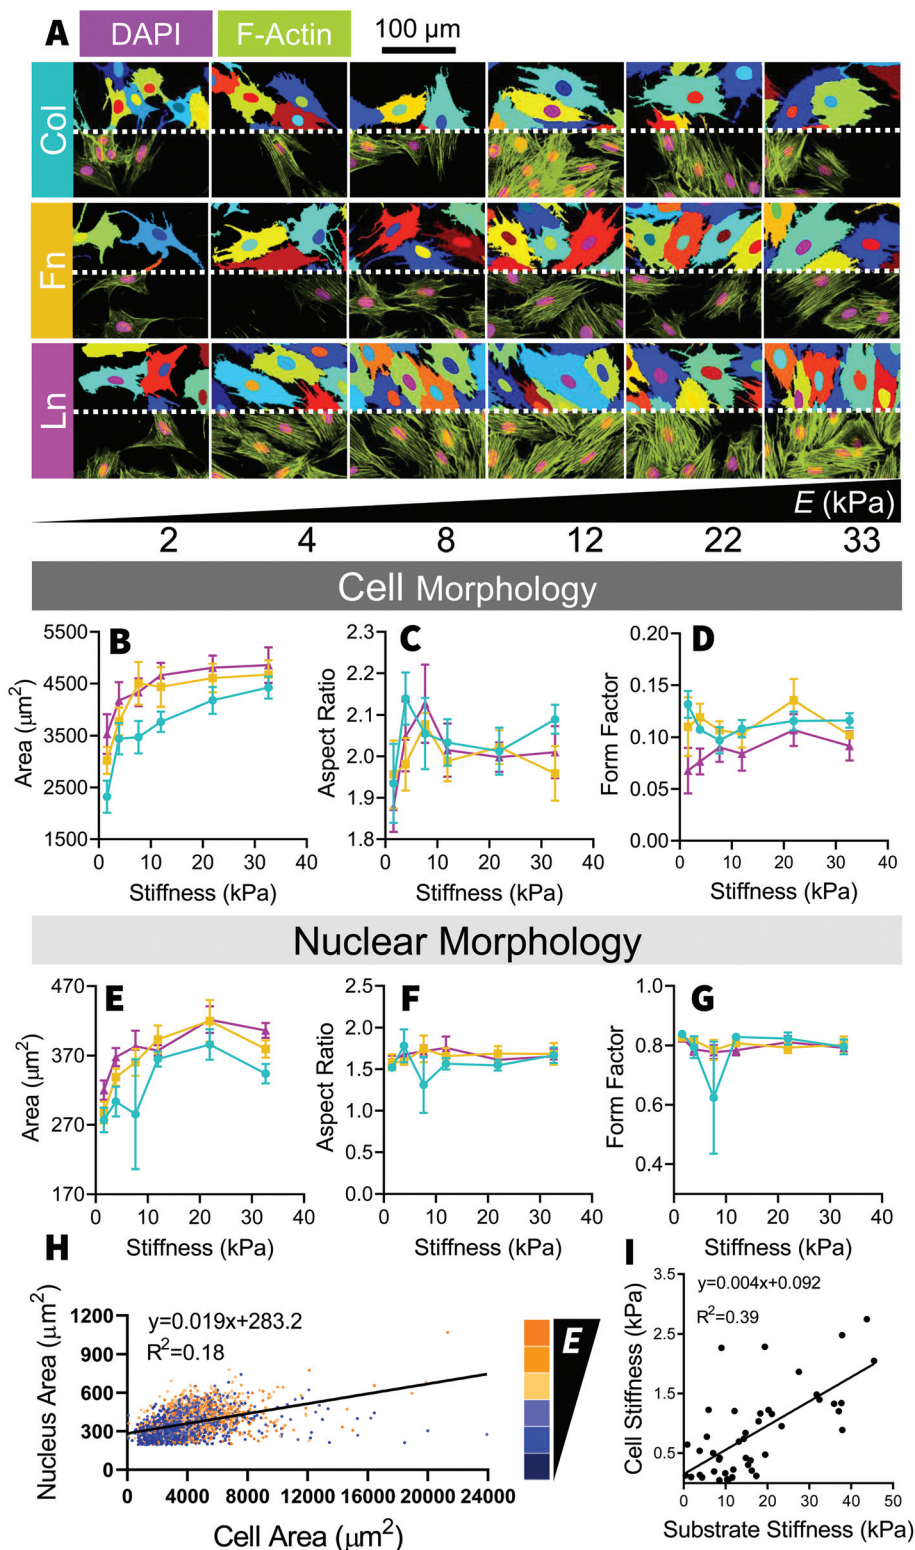 A DAPI F-Actin 100 µm
Col
Fn
Ln
E (kPa)
2 4 8 12 22 33
Cell Morphology
B
5500
4500
3500
2500
1500
Area (µm²)
0 10 20 30 40
Stiffness (kPa)
C
2.3
2.2
2.1
2.0
1.9
1.8
Aspect Ratio
0 10 20 30 40
Stiffness (kPa)
D
0.20
0.15
0.10
0.05
0.00
Form Factor
0 10 20 30 40
Stiffness (kPa)
Nuclear Morphology
E
470
370
270
170
Area (µm²)
0 10 20 30 40
Stiffness (kPa)
F
2.5
2.0
1.5
1.0
0.5
0.0
Aspect Ratio
0 10 20 30 40
Stiffness (kPa)
G
1.0
0.8
0.6
0.4
Form Factor
0 10 20 30 40
Stiffness (kPa)
H
y=0.019x+283.2
R²=0.18
1200
900
600
300
0
Nucleus Area (µm²)
0 4000 8000 12000 16000 20000 24000
Cell Area (µm²)
E
I
y=0.004x+0.092
R²=0.39
3.5
2.5
1.5
0.5
Cell Stiffness (kPa)
0 10 20 30 40 50
Substrate Stiffness (kPa)